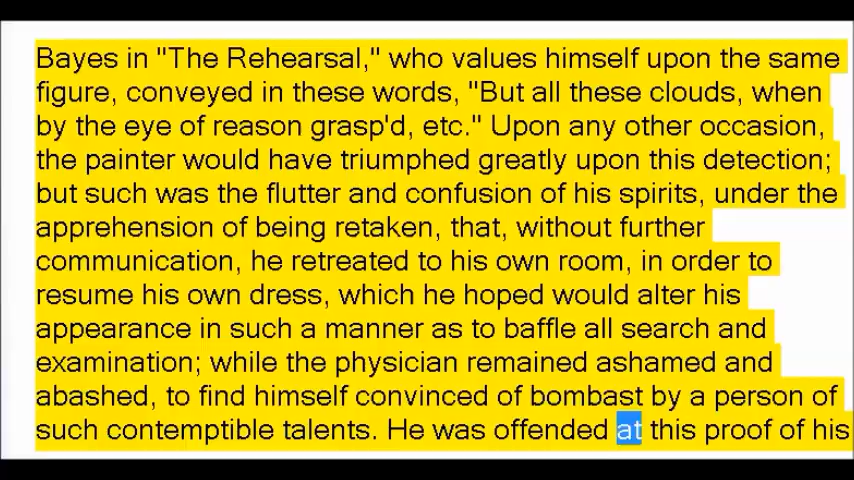 Bayes in "The Rehearsal," who values himself upon the same
figure, conveyed in these words, "But all these clouds, when
by the eye of reason grasp'd, etc." Upon any other occasion,
the painter would have triumphed greatly upon this detection;
but such was the flutter and confusion of his spirits, under the
apprehension of being retaken, that, without further
communication, he retreated to his own room, in order to
resume his own dress, which he hoped would alter his
appearance in such a manner as to baffle all search and
examination; while the physician remained ashamed and
abashed, to find himself convinced of bombast by a person of
such contemptible talents. He was offended at this proof of his